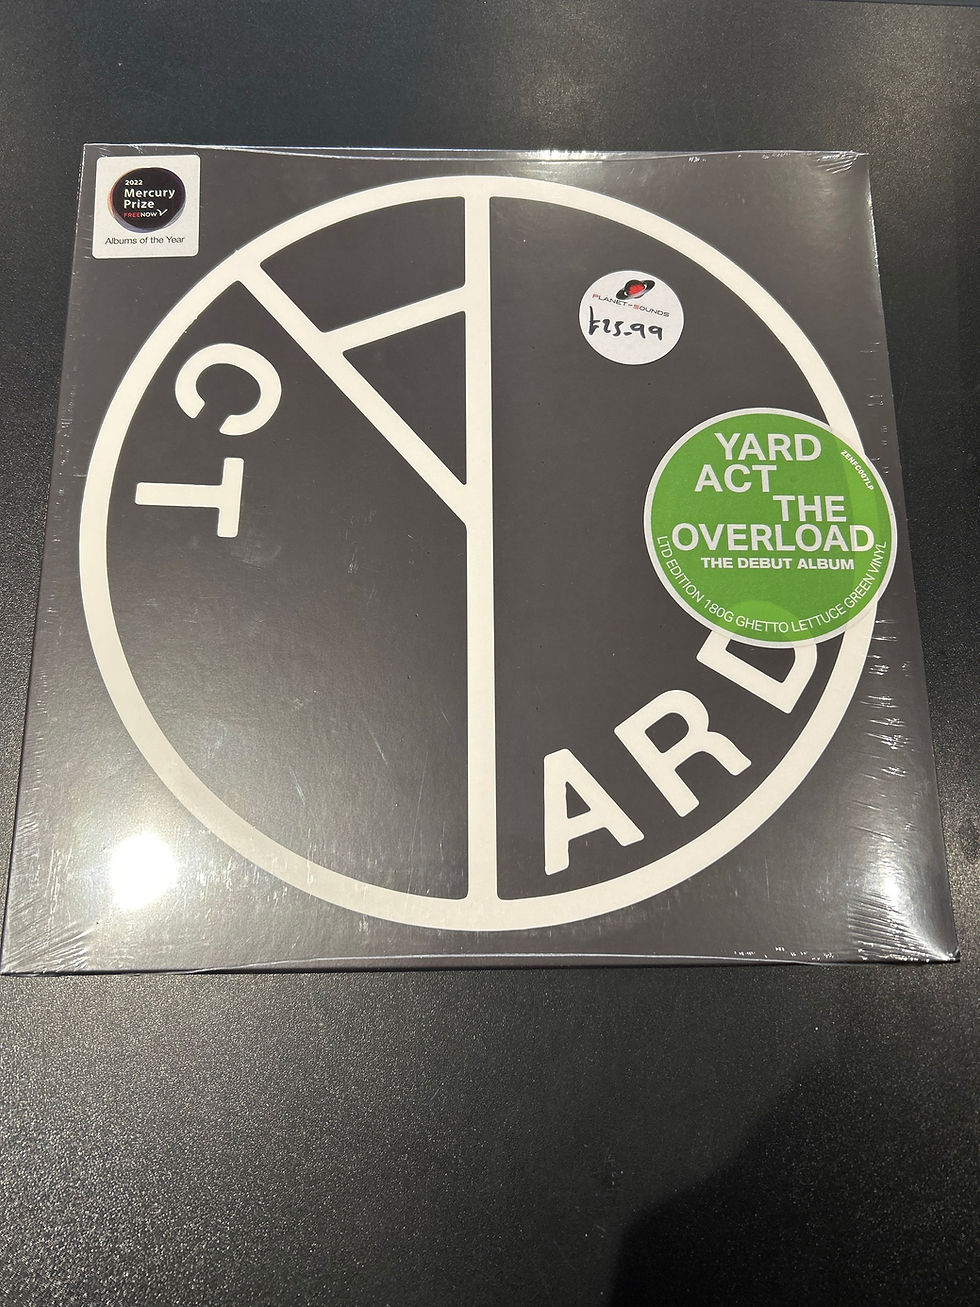 2022
Mercury
Prize
FREENOW
Albums of the Year
PLANET OF SOUNDS
£25.99
CT
ARD
YARD
ACT
THE
OVERLOAD
THE DEBUT ALBUM
ZENFC007LP
LTD EDITION 180G GHETTO LETTUCE GREEN VINYL